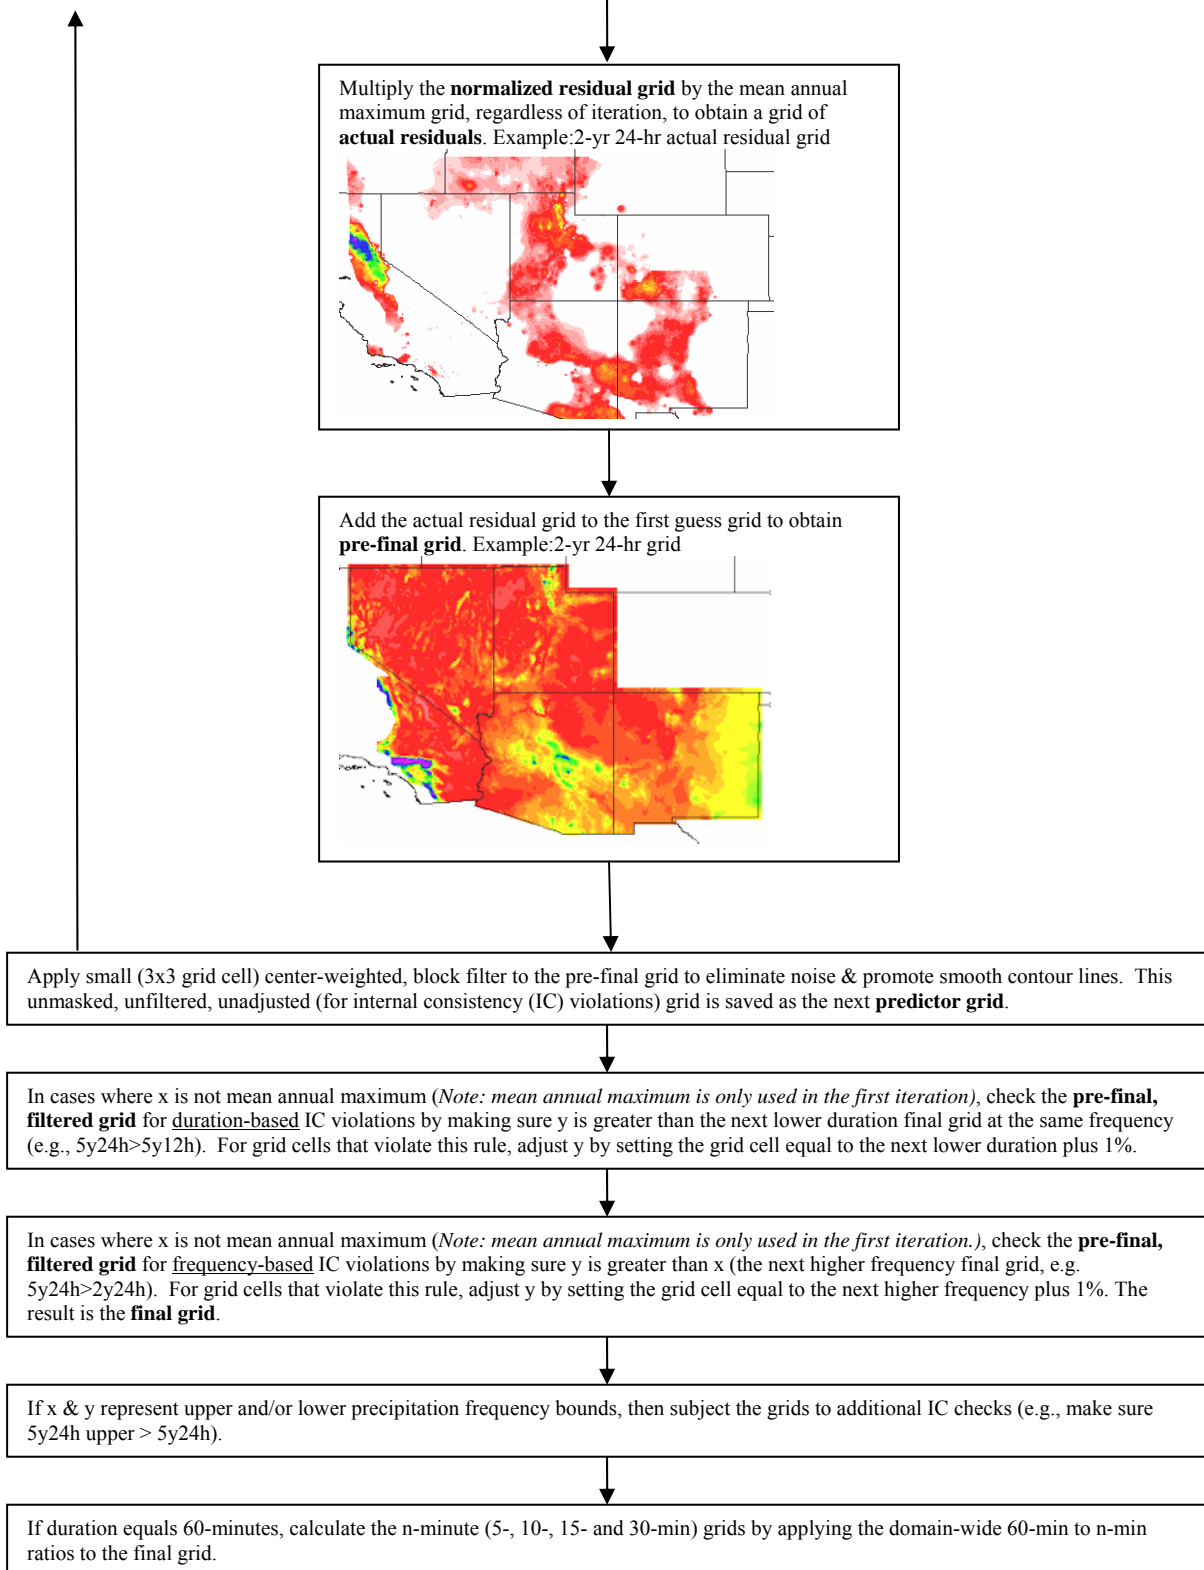 Multiply the normalized residual grid by the mean annual
maximum grid, regardless of iteration, to obtain a grid of
actual residuals. Example:2-yr 24-hr actual residual grid
Add the actual residual grid to the first guess grid to obtain
pre-final grid. Example:2-yr 24-hr grid
Apply small (3x3 grid cell) center-weighted, block filter to the pre-final grid to eliminate noise & promote smooth contour lines. This
unmasked, unfiltered, unadjusted (for internal consistency (IC) violations) grid is saved as the next predictor grid.
In cases where x is not mean annual maximum (Note: mean annual maximum is only used in the first iteration), check the pre-final,
filtered grid for duration-based IC violations by making sure y is greater than the next lower duration final grid at the same frequency
(e.g., 5y24h>5y12h). For grid cells that violate this rule, adjust y by setting the grid cell equal to the next lower duration plus 1%.
In cases where x is not mean annual maximum (Note: mean annual maximum is only used in the first iteration.), check the pre-final,
filtered grid for frequency-based IC violations by making sure y is greater than x (the next higher frequency final grid, e.g.
5y24h>2y24h). For grid cells that violate this rule, adjust y by setting the grid cell equal to the next higher frequency plus 1%. The
result is the final grid.
If x & y represent upper and/or lower precipitation frequency bounds, then subject the grids to additional IC checks (e.g., make sure
5y24h upper > 5y24h).
If duration equals 60-minutes, calculate the n-minute (5-, 10-, 15- and 30-min) grids by applying the domain-wide 60-min to n-min
ratios to the final grid.